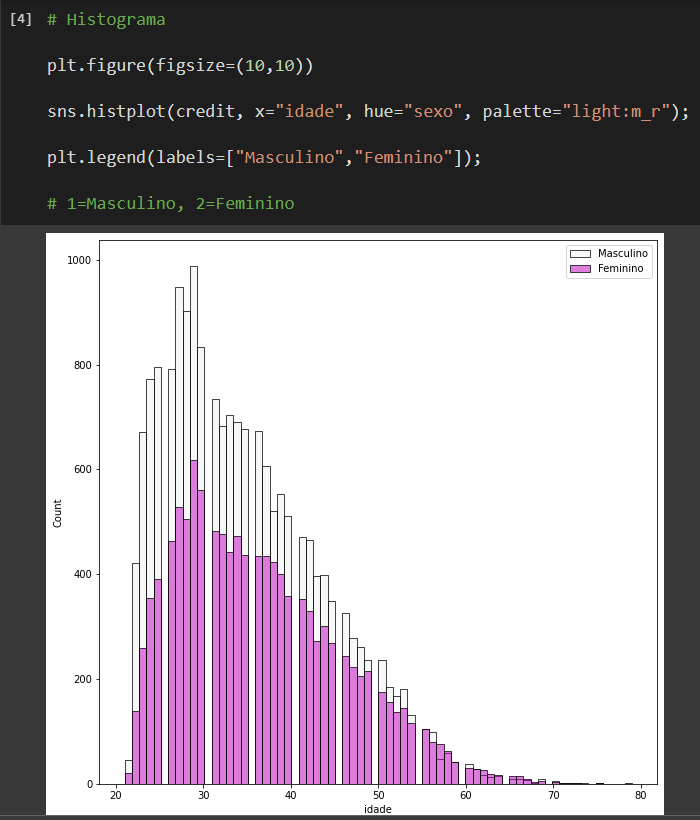 [4] # Histograma
plt.figure(figsize=(10,10))
sns.histplot(credit, x="idade", hue="sexo", palette="light:m_r");
plt.legend(labels=["Masculino","Feminino"]);
# 1=Masculino, 2=Feminino
Masculino
Feminino
1000
800
600
400
200
0
Count
20 30 40 50 60 70 80
idade